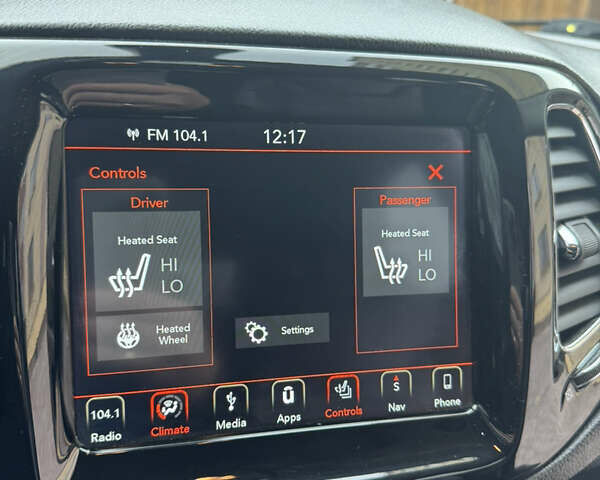 FM 104.1
12:17
Controls
Driver
Heated Seat
HI
LO
Heated
Wheel
Settings
Passenger
Heated Seat
HI
LO
104.1
Radio
Climate
Media
Apps
Controls
S
Nav
Phone